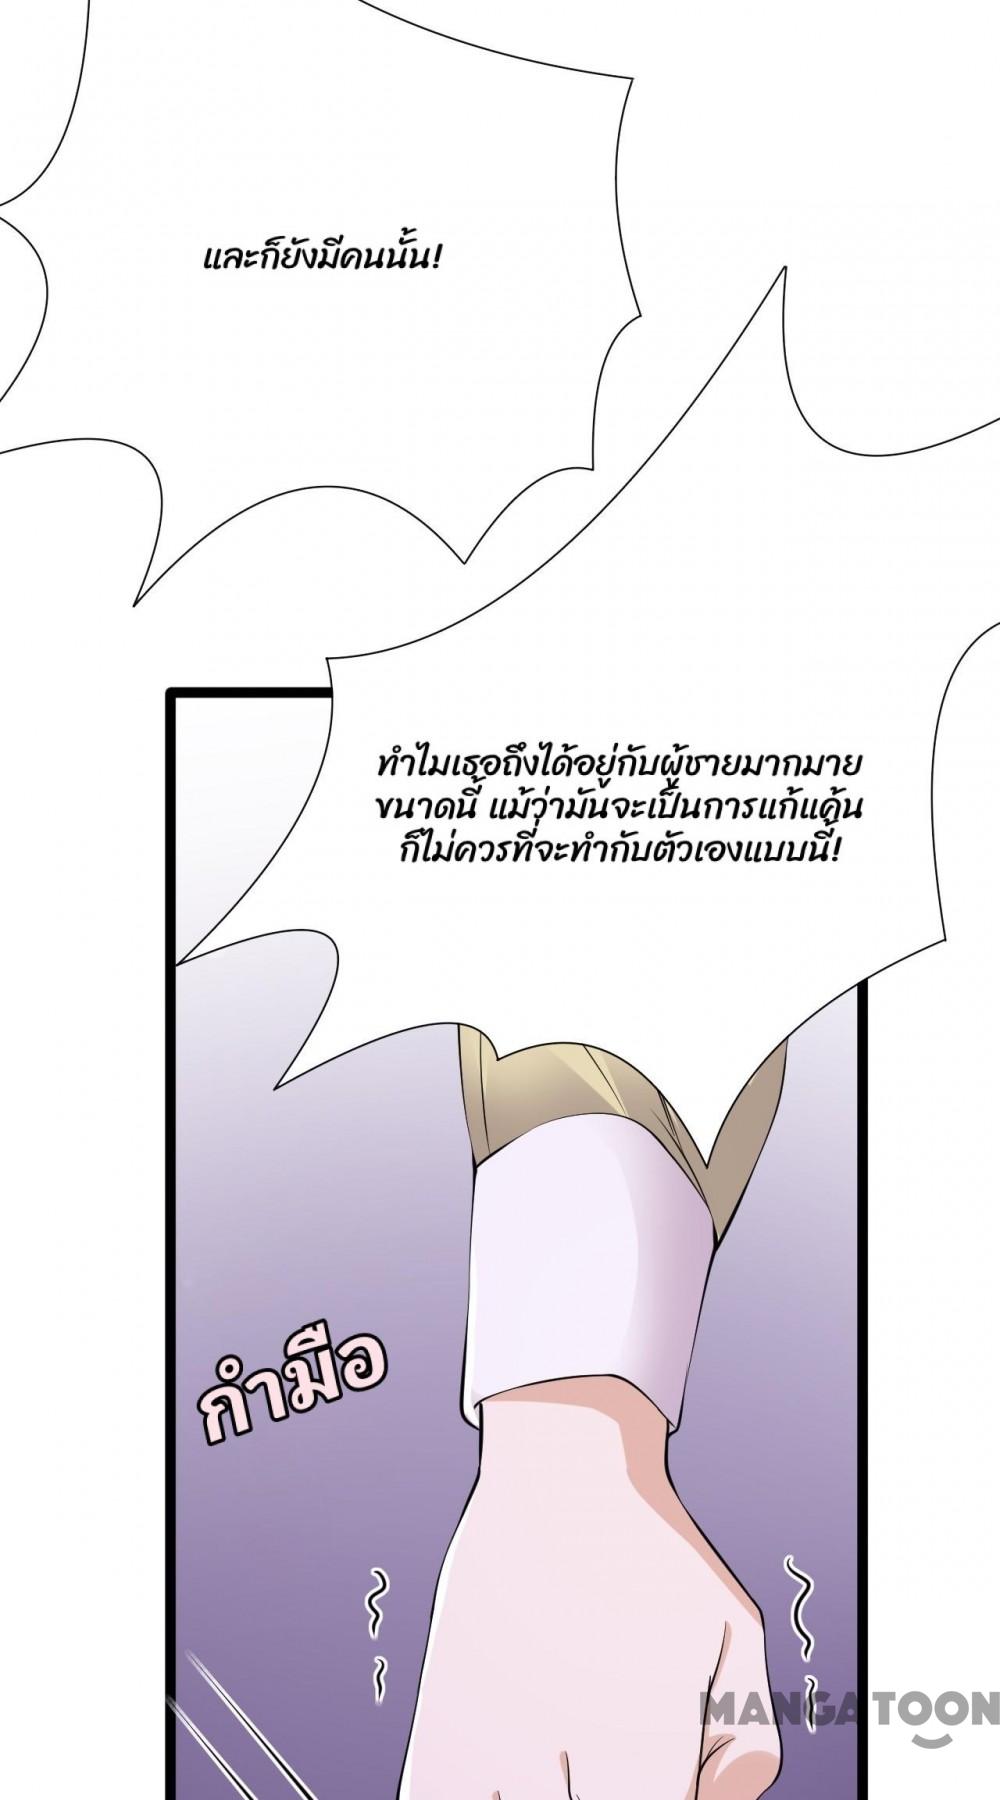 และก็ยังมีคนนั้น!
ทำไมเธอถึงได้อยู่กับผู้ชายมากมาย
ขนาดนี้ แม้ว่ามันจะเป็นการแก้แค้น
ก็ไม่ควรที่จะทำกับตัวเองแบบนี้!
กำมือ
MANGATOON